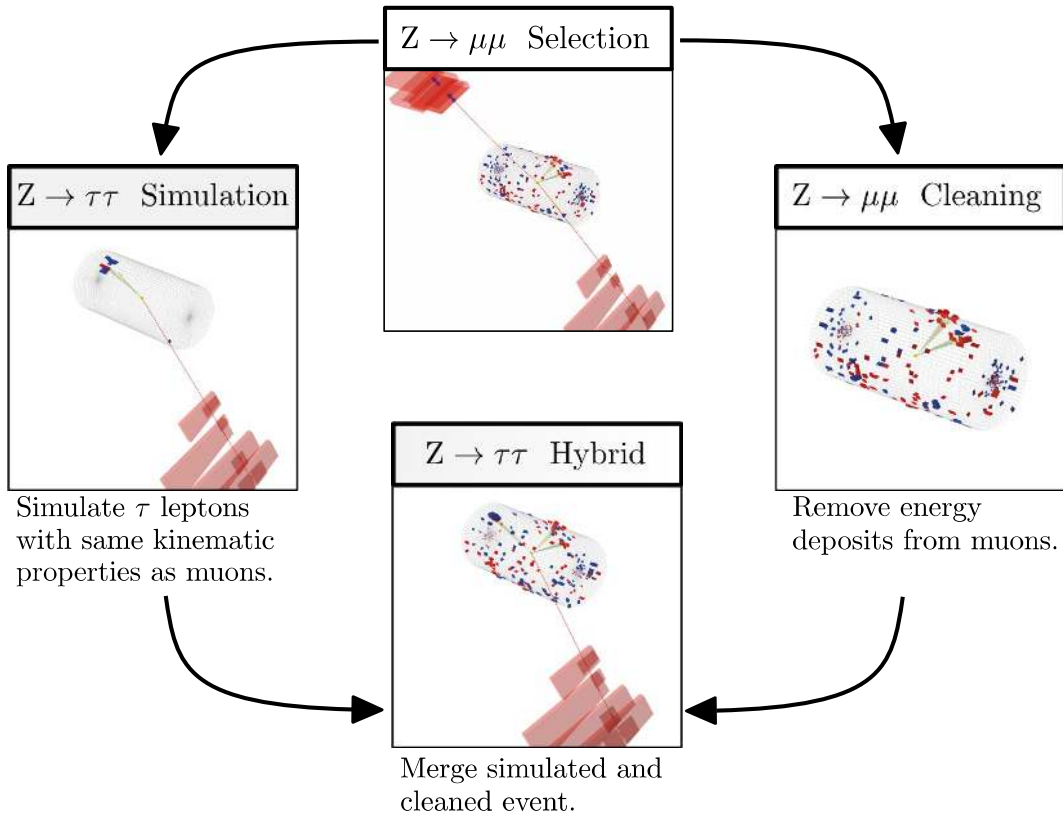 Z → μμ Selection
Z → ττ Simulation
Z → μμ Cleaning
Simulate τ leptons
with same kinematic
properties as muons.
Remove energy
deposits from muons.
Z → ττ Hybrid
Merge simulated and
cleaned event.